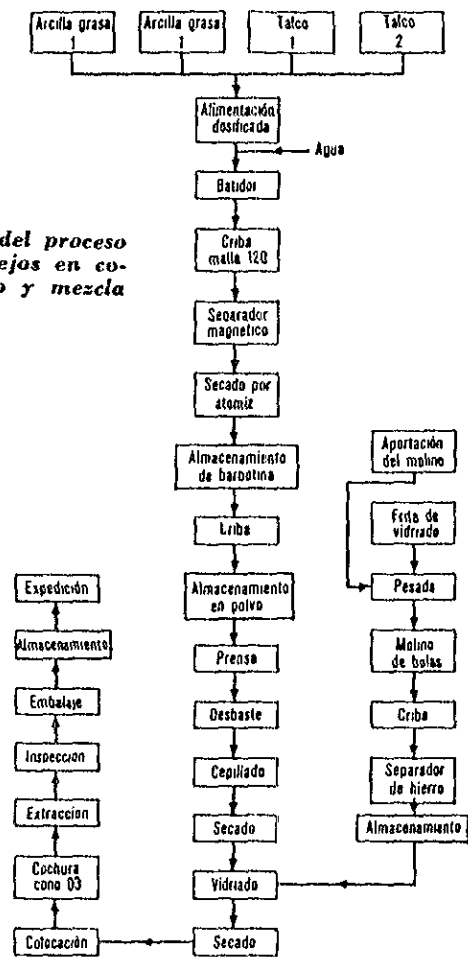 Arcilla grasa
1
Arcilla grasa
1
Talco
1
Talco
2
Alimentación
dosificada
Agua
Batidor
del proceso
ejos en co-
o y mezcla
Criba
malla 120
Separador
magnético
Secado por
atomiz
Almacenamiento
de barbotina
Criba
Almacenamiento
en polvo
Prensa
Desbaste
Cepillado
Secado
Vidriado
Secado
Aportación
del molino
Frita de
vidriado
Pesada
Molino
de bolas
Criba
Separador
de hierro
Almacenamiento
Expedición
Almacenamiento
Embalaje
Inspección
Extracción
Cochura
cono 03
Colocación